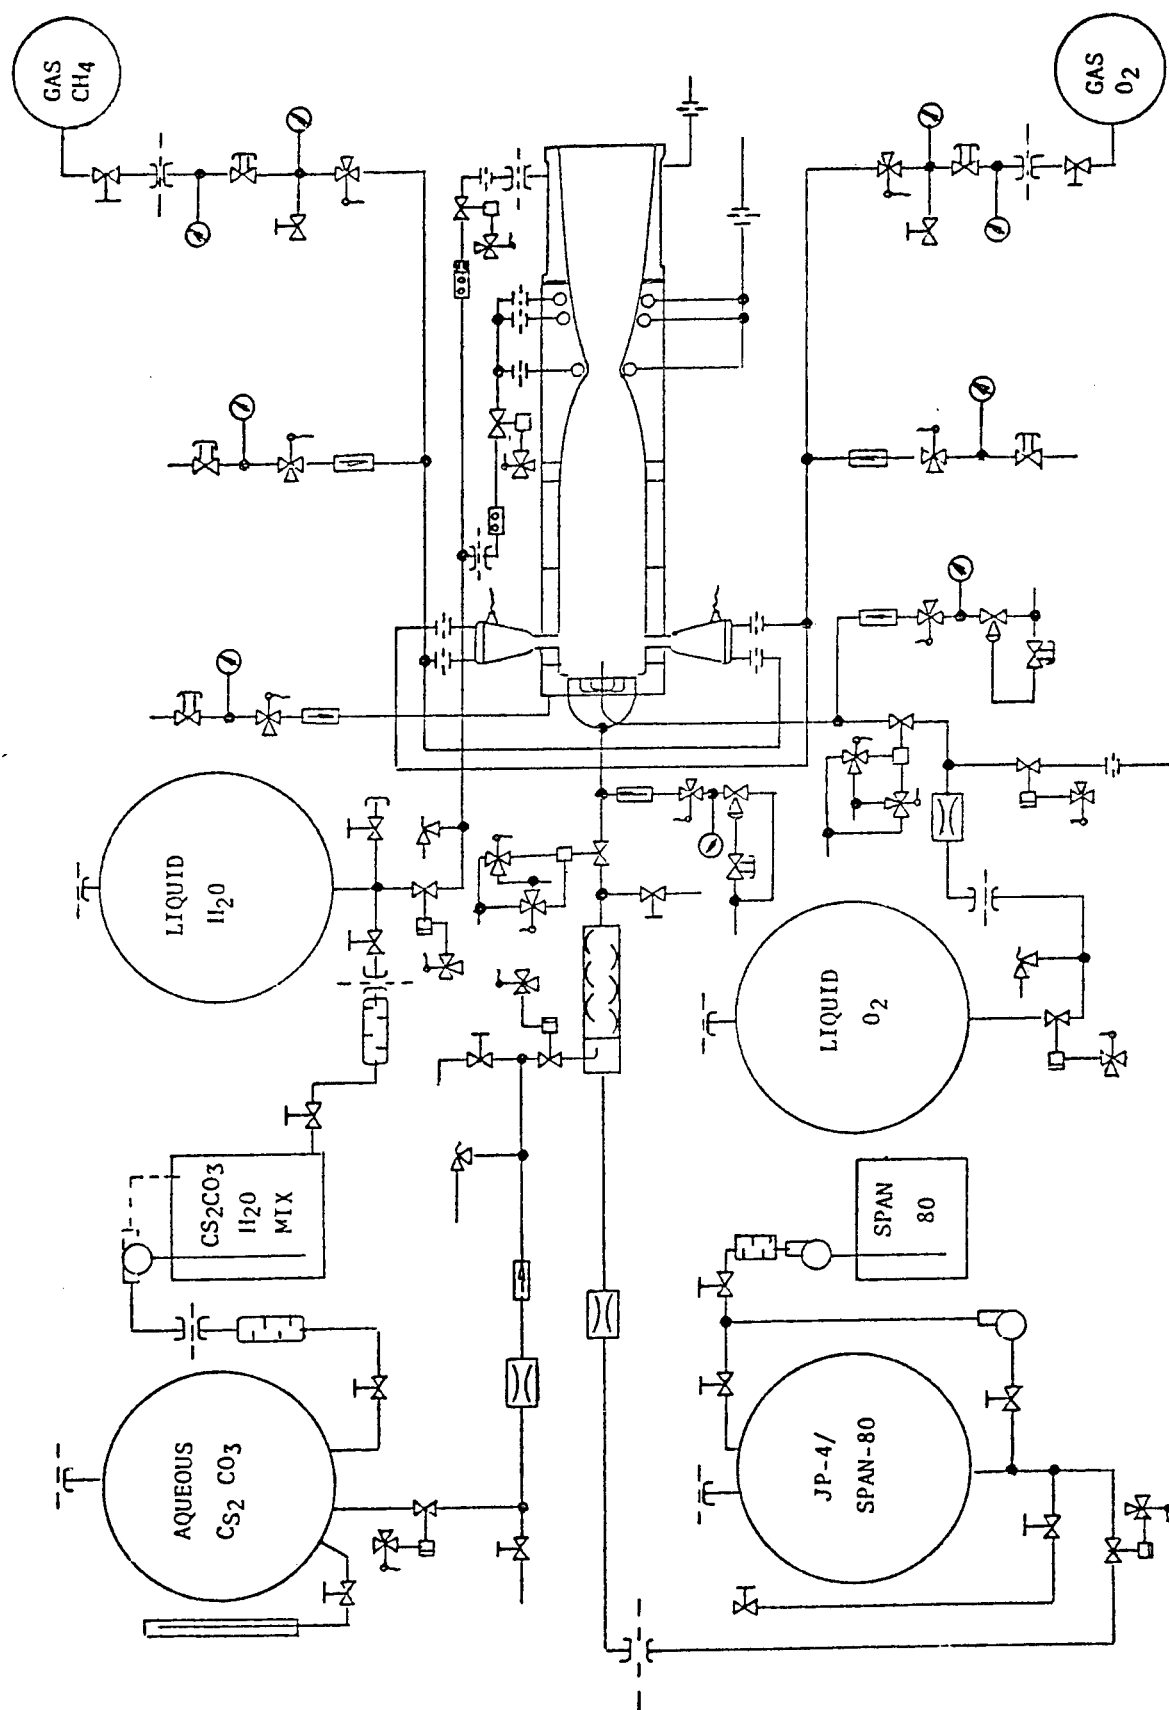 GAS
CH4
GAS
O2
LIQUID
H2O
LIQUID
O2
CS2CO3
H2O
MIX
SPAN
80
AQUEOUS
CS2 CO3
JP-4/
SPAN-80